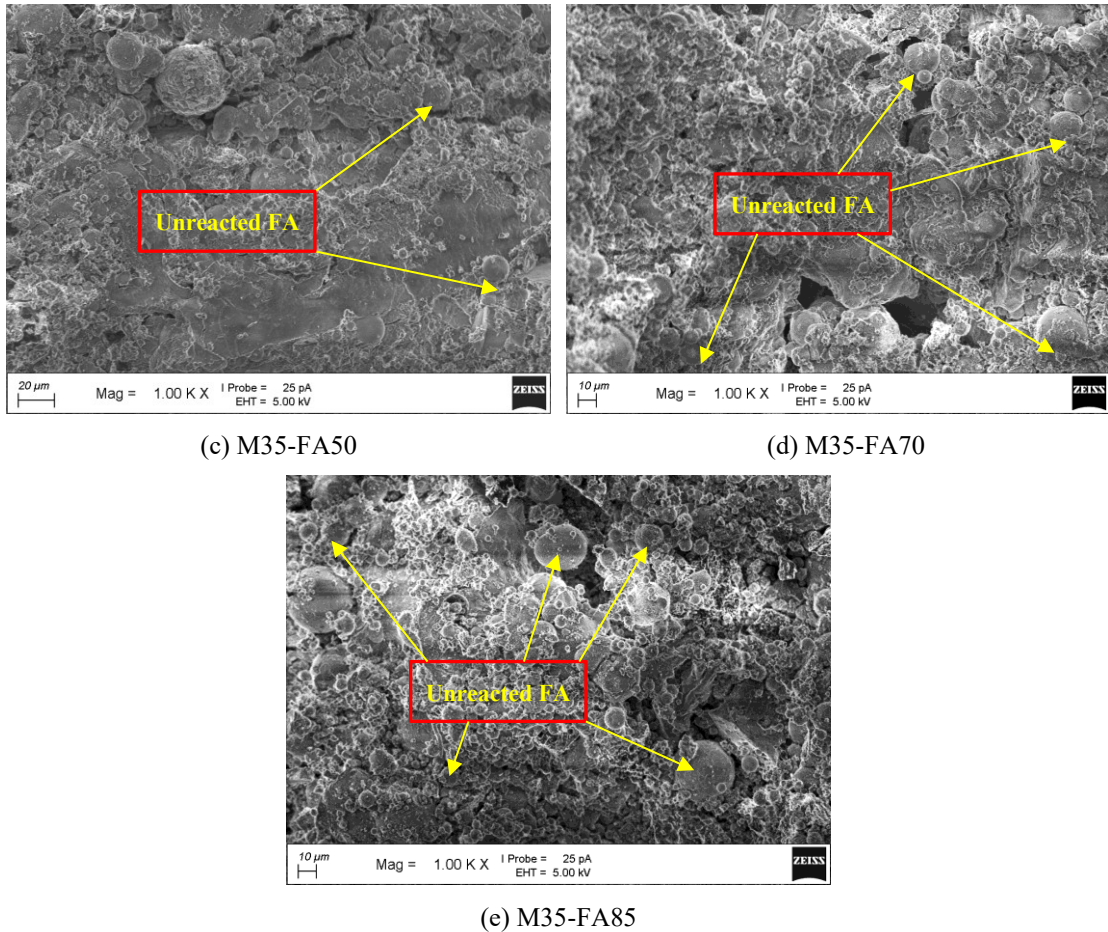 Unreacted FA
20 µm
Mag = 1.00 K X
I Probe = 25 pA
EHT = 5.00 kV
ZEISS
(c) M35-FA50
Unreacted FA
10 µm
Mag = 1.00 K X
I Probe = 25 pA
EHT = 5.00 kV
ZEISS
(d) M35-FA70
Unreacted FA
10 µm
Mag = 1.00 K X
I Probe = 25 pA
EHT = 5.00 kV
ZEISS
(e) M35-FA85